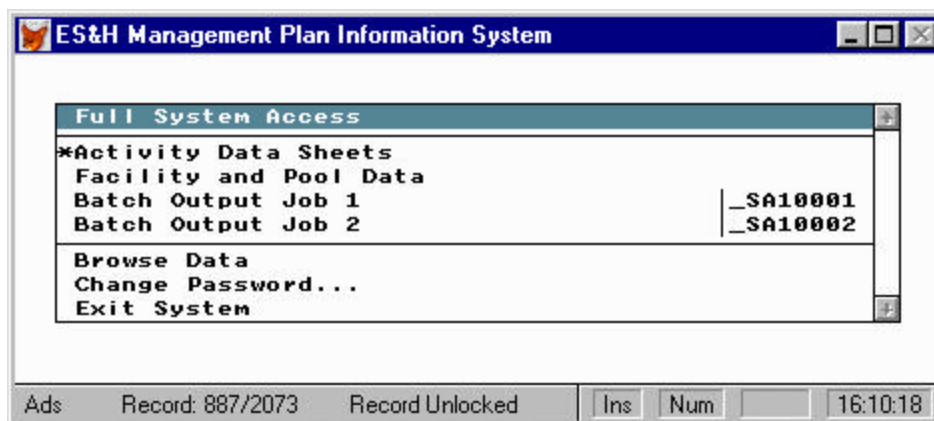 ES&H Management Plan Information System
Full System Access
*Activity Data Sheets
Facility and Pool Data
Batch Output Job 1 |_SA10001
Batch Output Job 2 |_SA10002
Browse Data
Change Password...
Exit System
Ads Record: 887/2073 Record Unlocked Ins Num 16:10:18